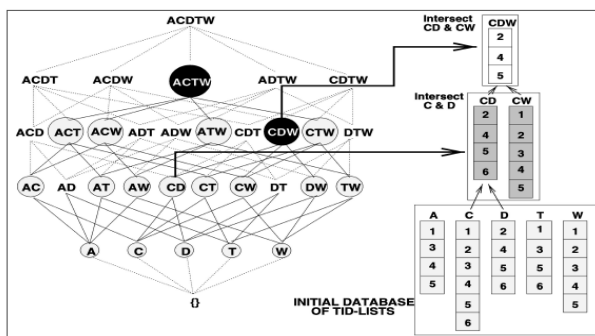 ACDTW
ACDT ACDW ACTW ADTW CDTW
ACD ACT ACW ADT ADW ATW CDT CDW CTW DTW
AC AD AT AW CD CT CW DT DW TW
A C D T W
{}
Intersect
CD & CW
CDW
2
4
5
Intersect
C & D
CD CW
2 1
4 2
5 3
6 4
5
A C D T W
1 1 2 1 1
3 2 4 3 2
4 3 5 5 3
5 4 6 6 4
5 5
6
INITIAL DATABASE
OF TID-LISTS